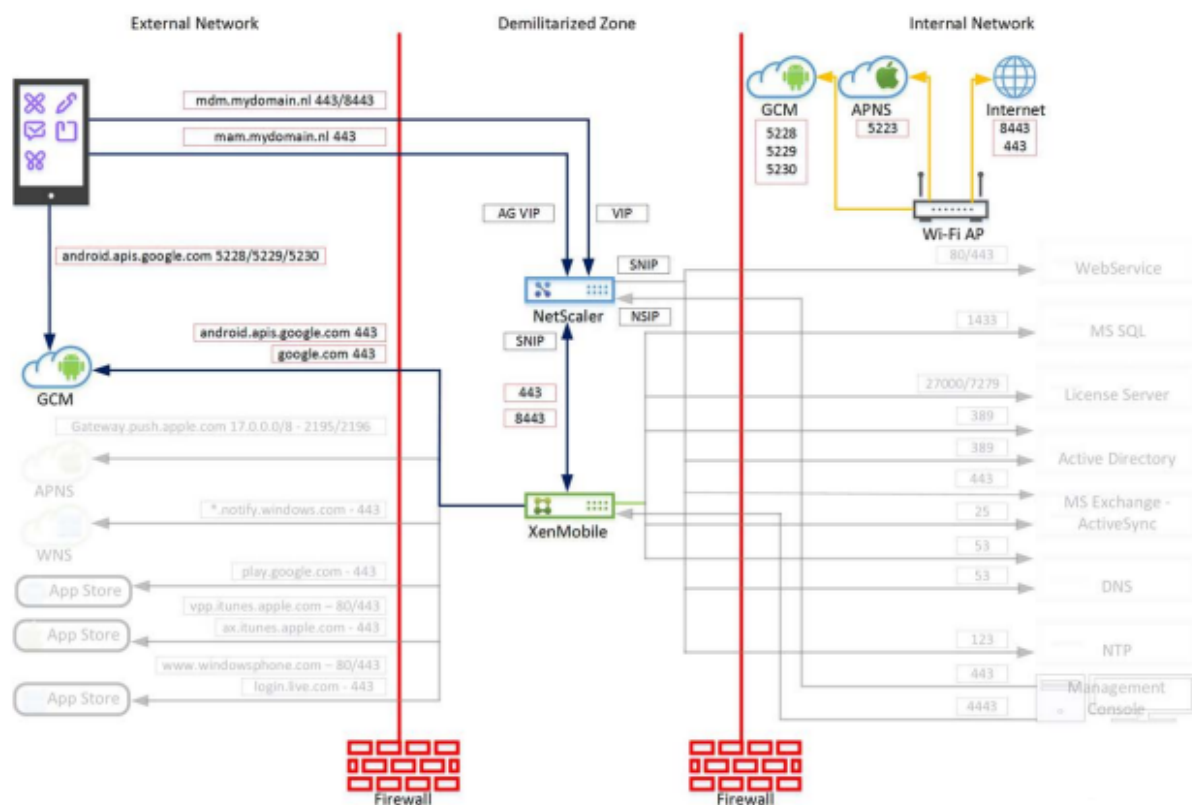 External Network
Demilitarized Zone
Internal Network
mdm.mydomain.nl 443/8443
mam.mydomain.nl 443
GCM
5228
5229
5230
APNS
5223
Internet
8443
443
AG VIP
VIP
Wi-Fi AP
android.apis.google.com 5228/5229/5230
SNIP
80/443
WebService
NetScaler
NSIP
android.apis.google.com 443
google.com 443
SNIP
1433
MS SQL
GCM
443
8443
27000/7279
License Server
Gateway.push.apple.com 17.0.0.0/8 - 2195/2196
389
APNS
389
Active Directory
443
*.notify.windows.com - 443
WNS
XenMobile
25
MS Exchange -
ActiveSync
53
play.google.com - 443
App Store
53
DNS
vpp.itunes.apple.com – 80/443
ax.itunes.apple.com - 443
App Store
123
NTP
www.windowsphone.com – 80/443
login.live.com - 443
App Store
443
4443
Management
Console
Firewall
Firewall